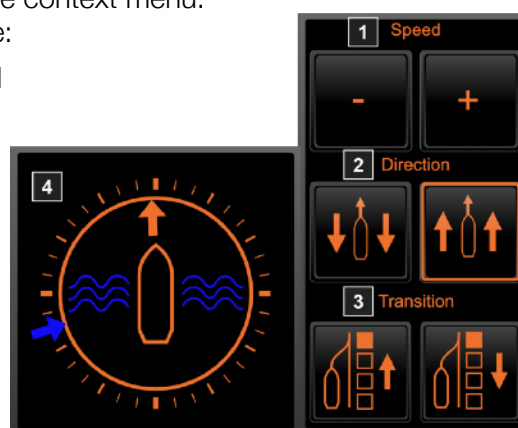 e context menu.
e:
1 Speed
- +
2 Direction
4
3 Transition